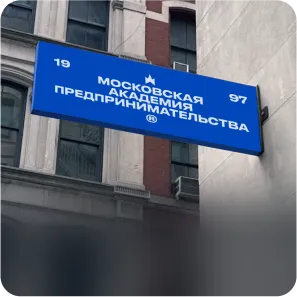 19
97
МОСКОВСКАЯ
АКАДЕМИЯ
ПРЕДПРИНИМАТЕЛЬСТВА
®